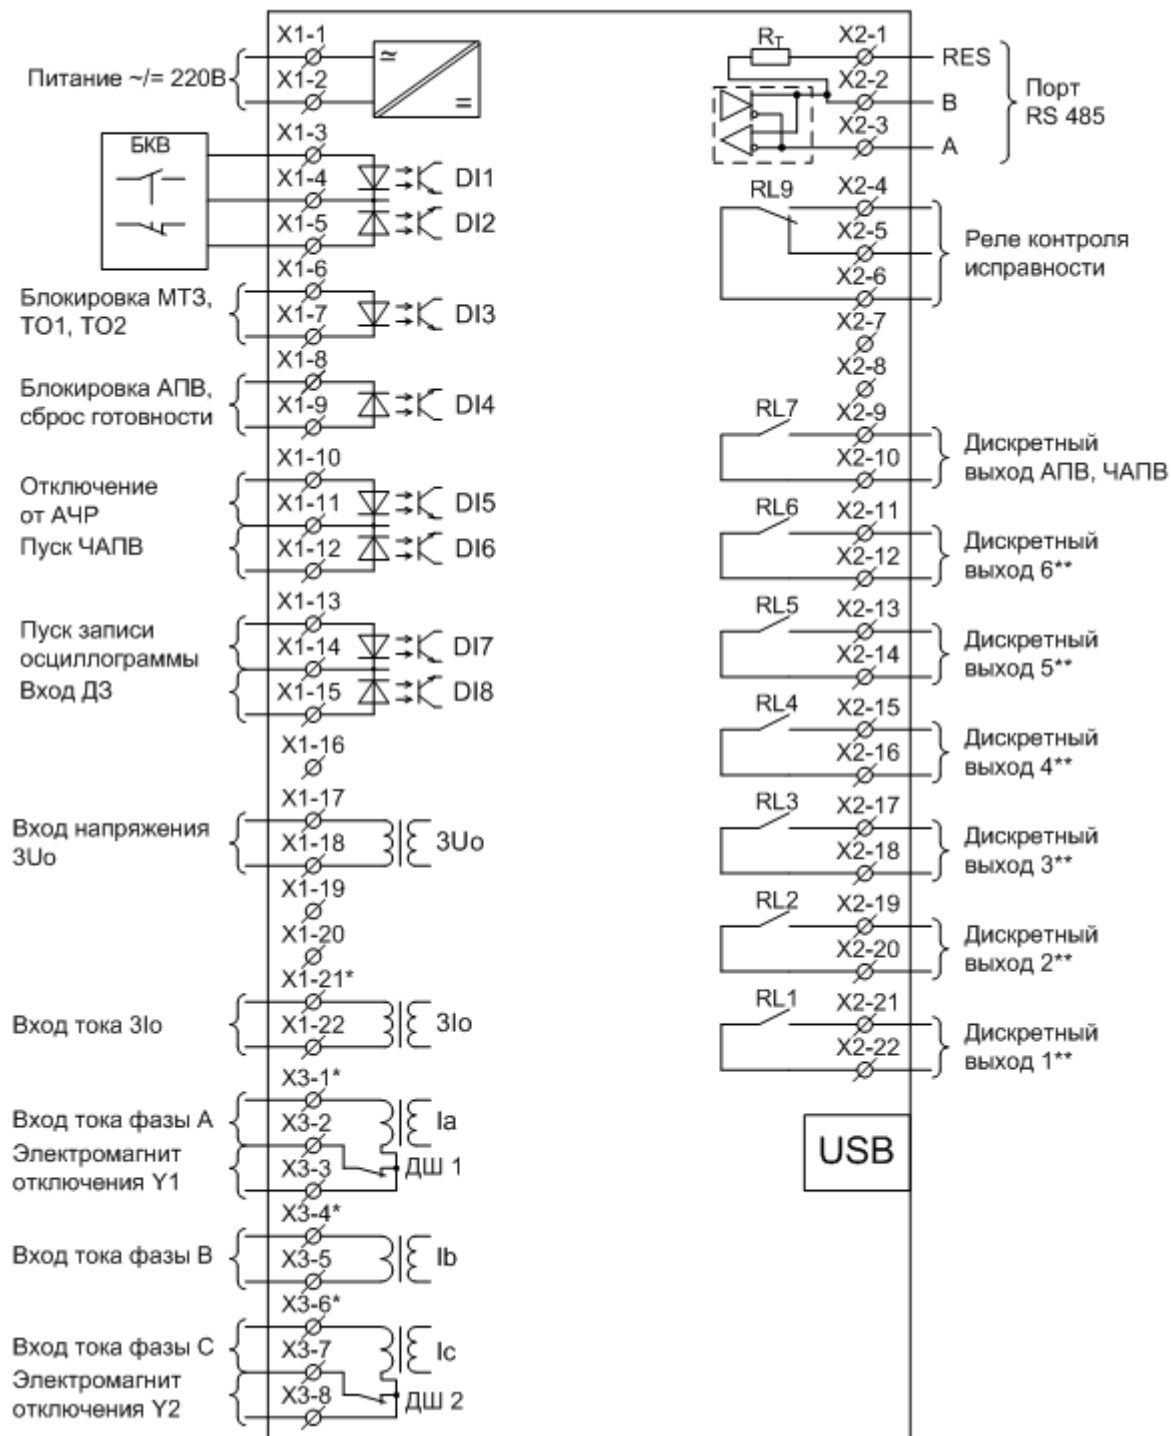 X1-1
Питание ~/= 220В
X1-2
≃
=
БКВ
X1-3
X1-4
DI1
X1-5
DI2
X1-6
Блокировка МТЗ,
ТО1, ТО2
X1-7
DI3
X1-8
Блокировка АПВ,
сброс готовности
X1-9
DI4
X1-10
Отключение
от АЧР
X1-11
DI5
Пуск ЧАПВ
X1-12
DI6
X1-13
Пуск записи
осциллограммы
X1-14
DI7
Вход ДЗ
X1-15
DI8
X1-16
X1-17
Вход напряжения
3Uo
X1-18
3Uo
X1-19
X1-20
X1-21*
Вход тока 3Io
X1-22
3Io
X3-1*
Вход тока фазы А
X3-2
Ia
Электромагнит
отключения Y1
X3-3
ДШ 1
X3-4*
Вход тока фазы В
X3-5
Ib
X3-6*
Вход тока фазы С
X3-7
Ic
Электромагнит
отключения Y2
X3-8
ДШ 2
RT
X2-1
RES
X2-2
B
X2-3
A
Порт
RS 485
RL9
X2-4
X2-5
X2-6
Реле контроля
исправности
X2-7
X2-8
RL7
X2-9
X2-10
Дискретный
выход АПВ, ЧАПВ
RL6
X2-11
X2-12
Дискретный
выход 6**
RL5
X2-13
X2-14
Дискретный
выход 5**
RL4
X2-15
X2-16
Дискретный
выход 4**
RL3
X2-17
X2-18
Дискретный
выход 3**
RL2
X2-19
X2-20
Дискретный
выход 2**
RL1
X2-21
X2-22
Дискретный
выход 1**
USB